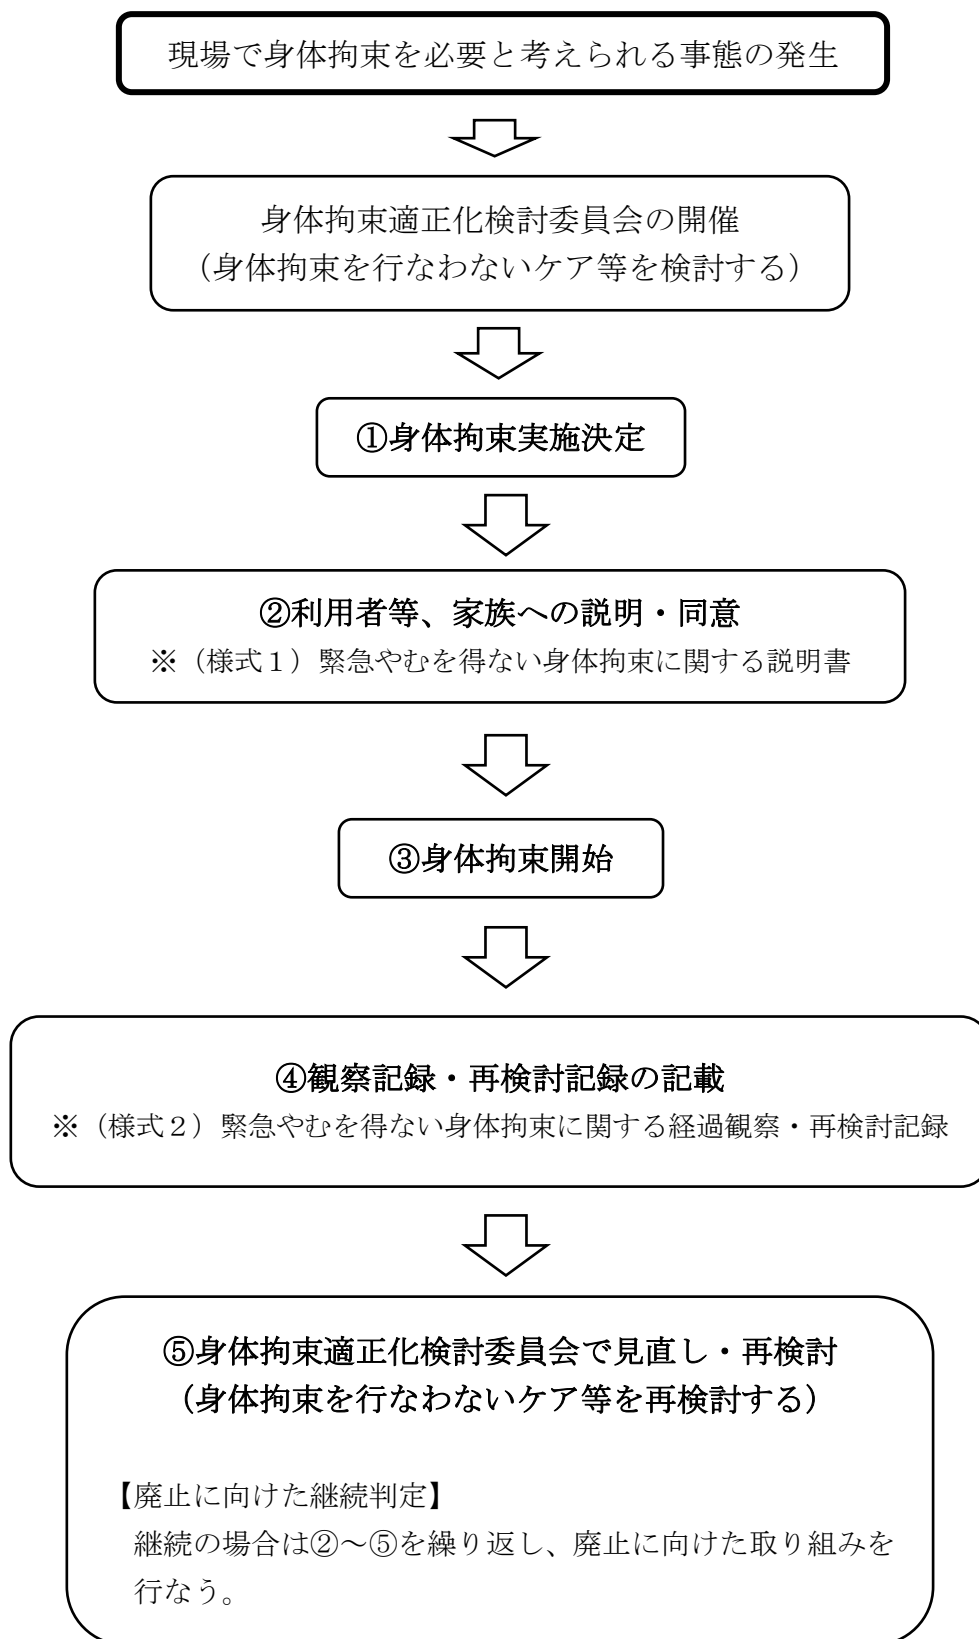 現場で身体拘束を必要と考えられる事態の発生
身体拘束適正化検討委員会の開催
（身体拘束を行なわないケア等を検討する）
①身体拘束実施決定
②利用者等、家族への説明・同意
※（様式１）緊急やむを得ない身体拘束に関する説明書
③身体拘束開始
④観察記録・再検討記録の記載
※（様式２）緊急やむを得ない身体拘束に関する経過観察・再検討記録
⑤身体拘束適正化検討委員会で見直し・再検討
（身体拘束を行なわないケア等を再検討する）
【廃止に向けた継続判定】
継続の場合は②～⑤を繰り返し、廃止に向けた取り組みを
行なう。